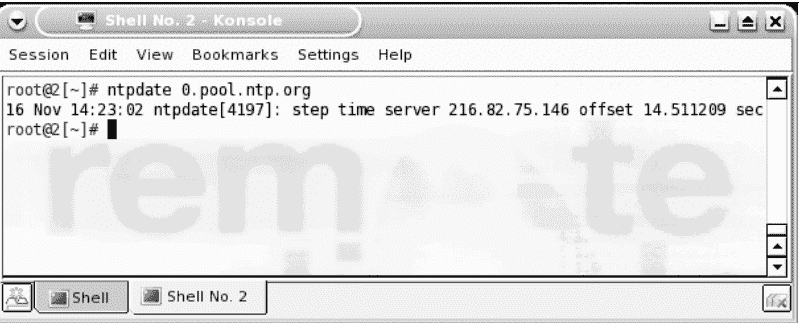 Shell No. 2 - Konsole
Session Edit View Bookmarks Settings Help
root@2[~]# ntpdate 0.pool.ntp.org
16 Nov 14:23:02 ntpdate[4197]: step time server 216.82.75.146 offset 14.511209 sec
root@2[~]#
Shell
Shell No. 2